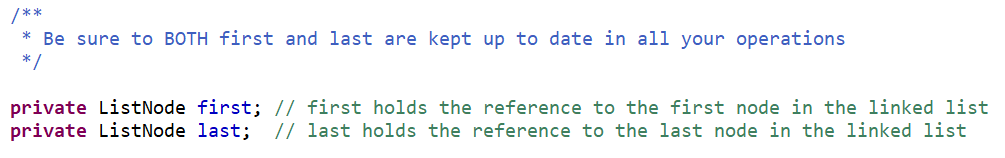 /**
 * Be sure to BOTH first and last are kept up to date in all your operations
 */
private ListNode first; // first holds the reference to the first node in the linked list
private ListNode last;  // last holds the reference to the last node in the linked list